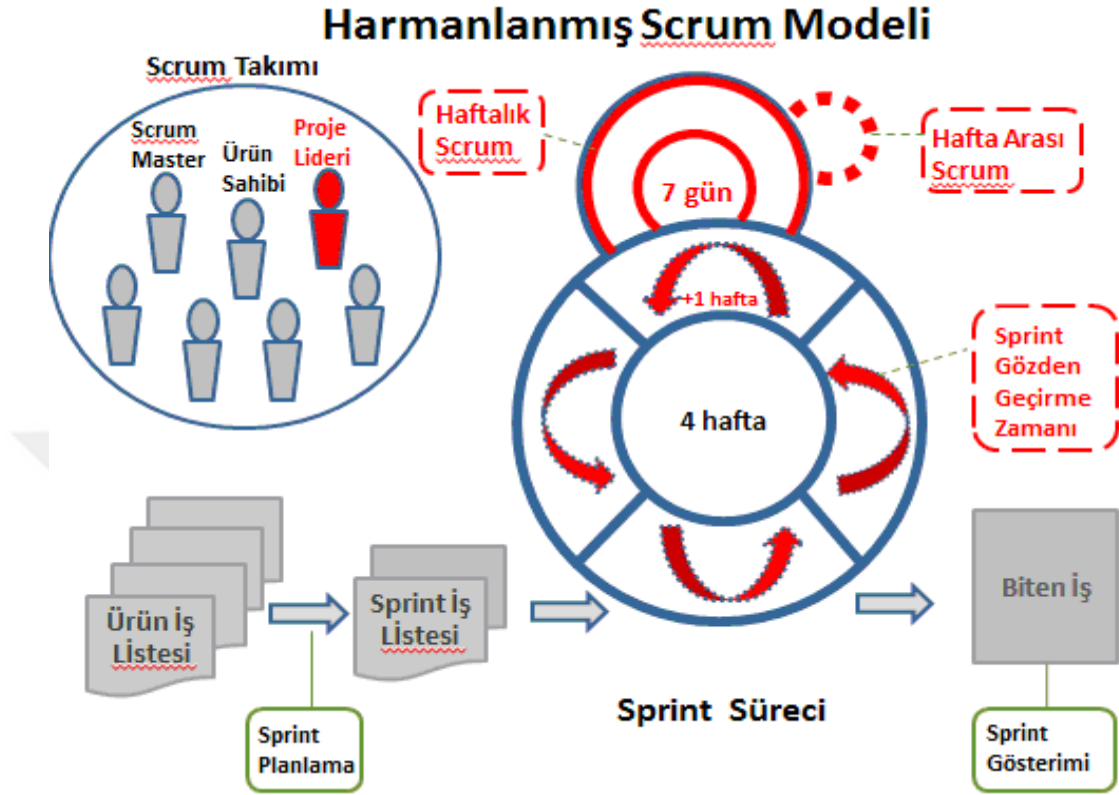 Harmanlanmış Scrum Modeli
Scrum Takımı
Scrum
Master
Ürün
Sahibi
Proje
Lideri
Haftalık
Scrum
7 gün
Hafta Arası
Scrum
+1 hafta
4 hafta
Sprint
Gözden
Geçirme
Zamanı
Ürün İş
Listesi
Sprint İş
Listesi
Biten İş
Sprint
Planlama
Sprint Süreci
Sprint
Gösterimi